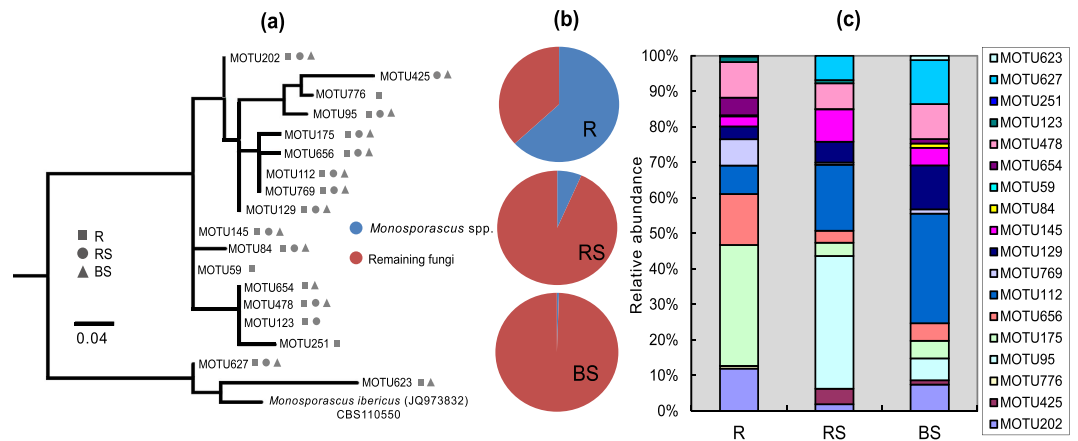 (a)
MOTU202
MOTU425
MOTU776
MOTU95
MOTU175
MOTU656
MOTU112
MOTU769
MOTU129
MOTU145
MOTU84
MOTU59
MOTU654
MOTU478
MOTU123
MOTU251
MOTU627
MOTU623
Monosporascus ibericus (JQ973832)
CBS110550
R
RS
BS
0.04
(b)
R
RS
BS
Monosporascus spp.
Remaining fungi
(c)
Relative abundance
100%
90%
80%
70%
60%
50%
40%
30%
20%
10%
0%
R
RS
BS
MOTU623
MOTU627
MOTU251
MOTU123
MOTU478
MOTU654
MOTU59
MOTU84
MOTU145
MOTU129
MOTU769
MOTU112
MOTU656
MOTU175
MOTU95
MOTU776
MOTU425
MOTU202